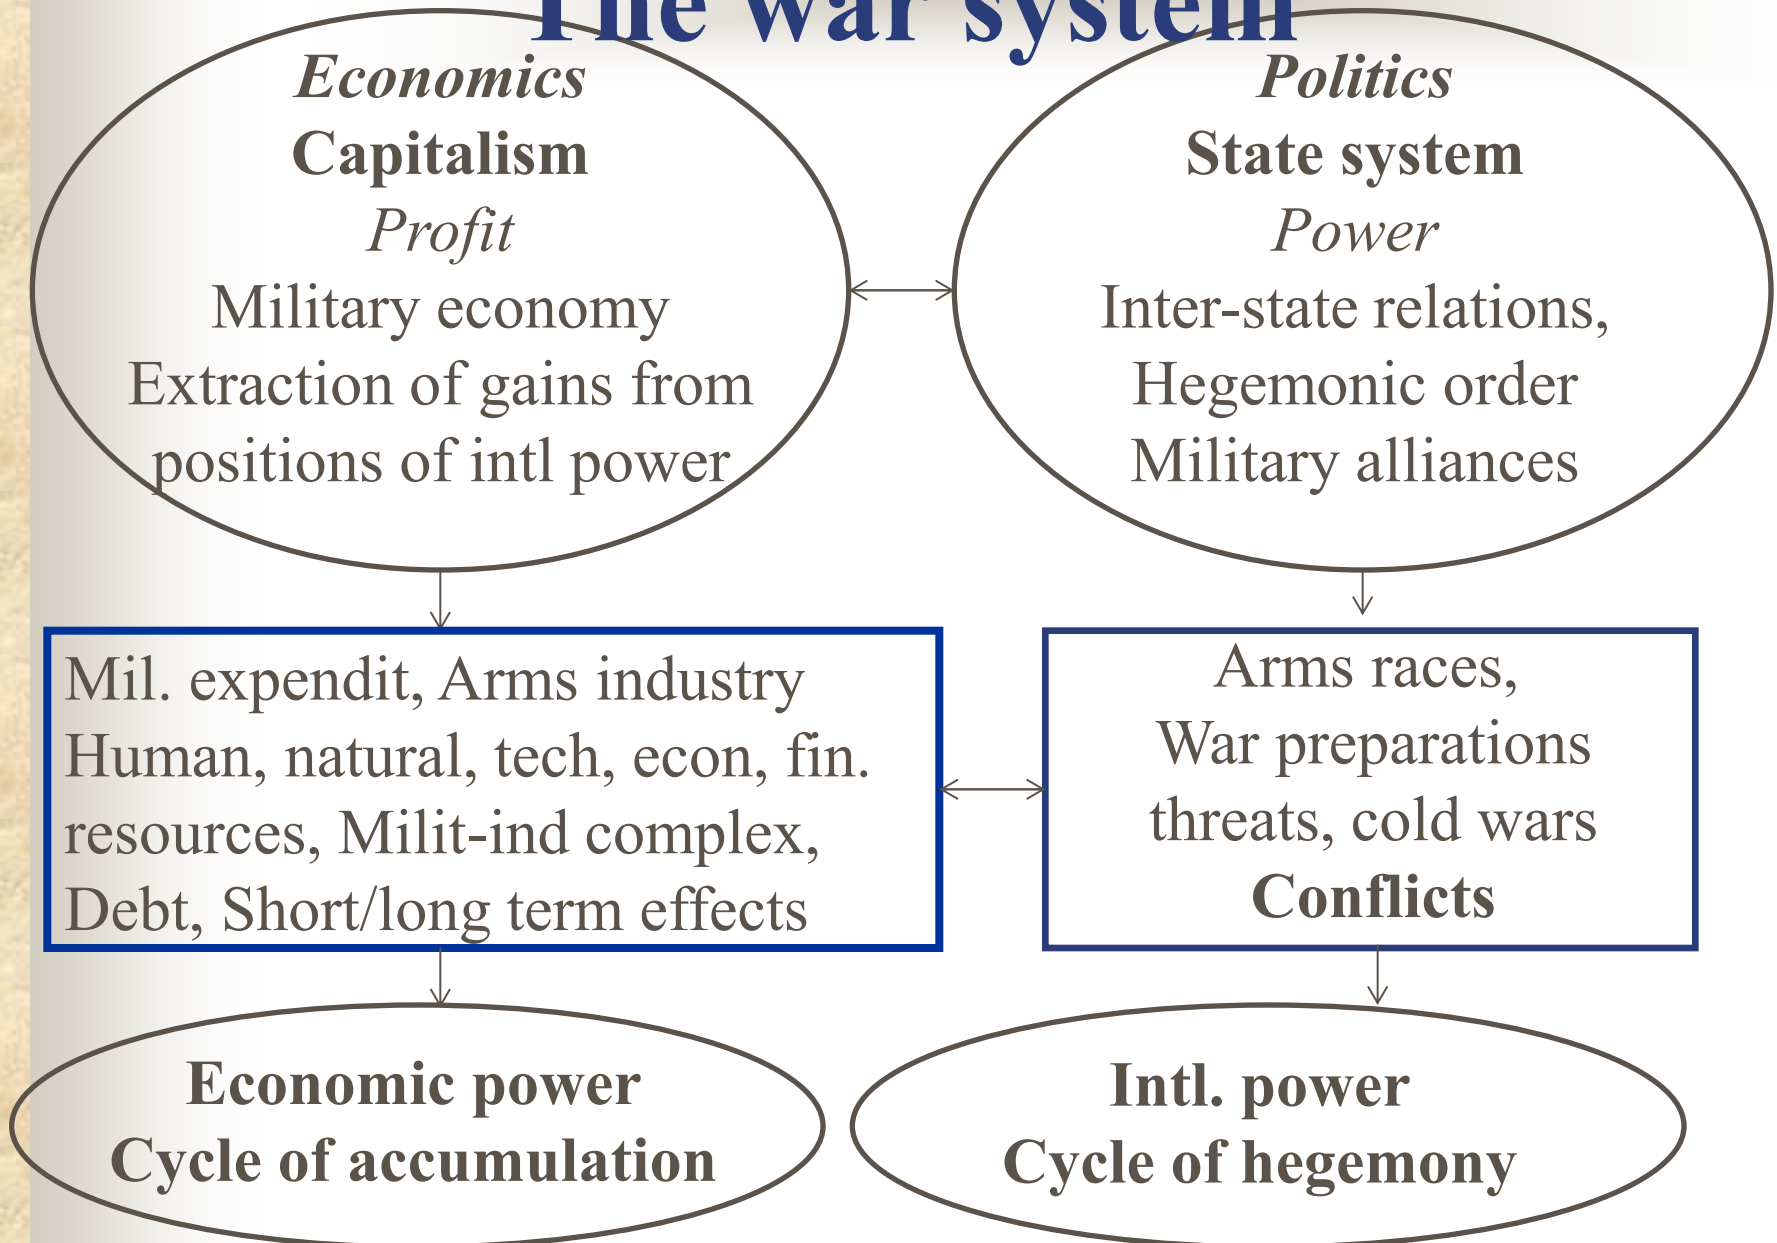 The war system
Economics
Capitalism
Profit
Military economy
Extraction of gains from
positions of intl power
Politics
State system
Power
Inter-state relations,
Hegemonic order
Military alliances
Mil. expendit, Arms industry
Human, natural, tech, econ, fin.
resources, Milit-ind complex,
Debt, Short/long term effects
Arms races,
War preparations
threats, cold wars
Conflicts
Economic power
Cycle of accumulation
Intl. power
Cycle of hegemony